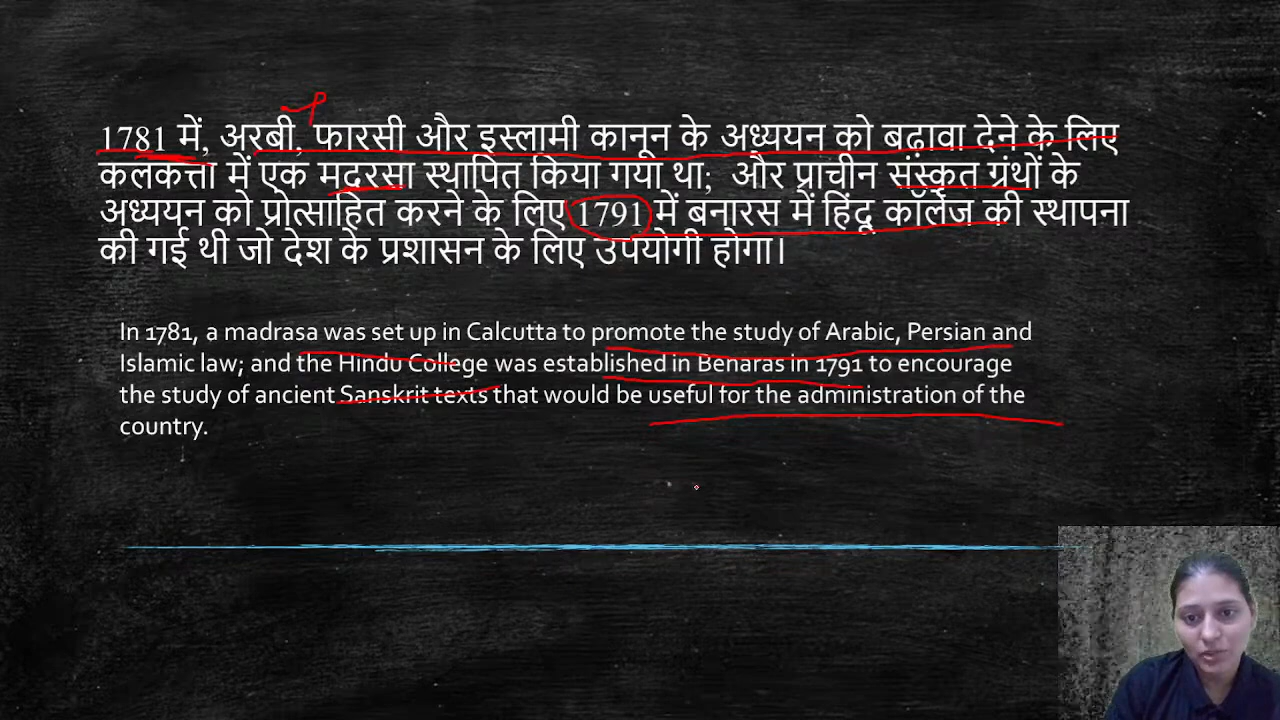 1781 में, अरबी, फारसी और इस्लामी कानून के अध्ययन को बढ़ावा देने के लिए
कलकत्ता में एक मदरसा स्थापित किया गया था; और प्राचीन संस्कृत ग्रंथों के
अध्ययन को प्रोत्साहित करने के लिए 1791 में बनारस में हिंदू कॉलेज की स्थापना
की गई थी जो देश के प्रशासन के लिए उपयोगी होगा।
In 1781, a madrasa was set up in Calcutta to promote the study of Arabic, Persian and
Islamic law; and the Hindu College was established in Benaras in 1791 to encourage
the study of ancient Sanskrit texts that would be useful for the administration of the
country.